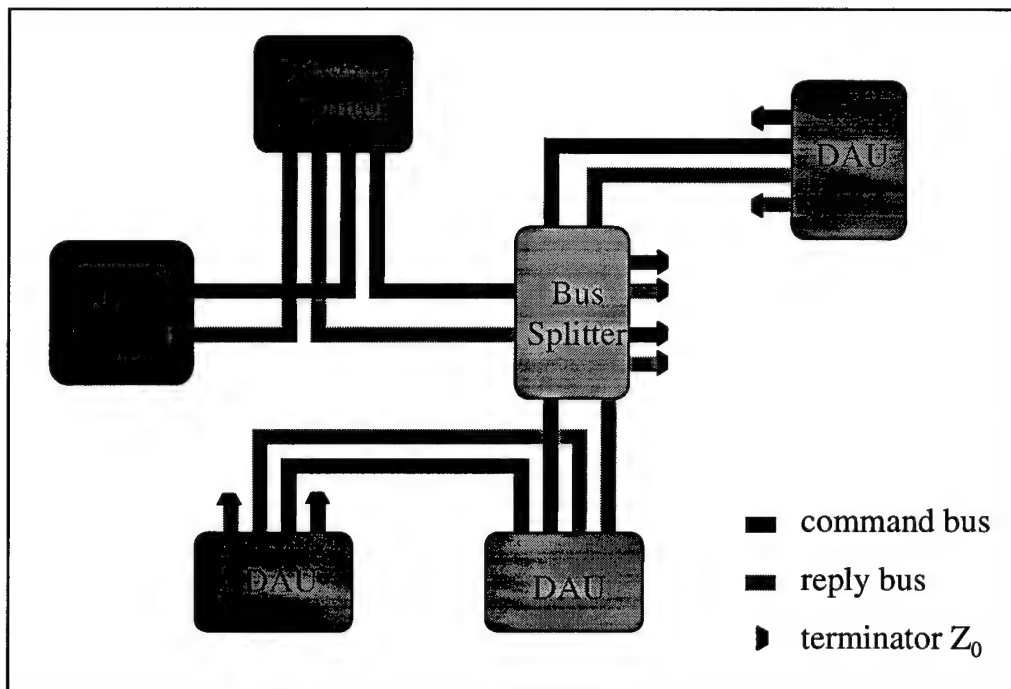 DAU
Bus
Splitter
DAU
DAU
command bus
reply bus
terminator Z₀